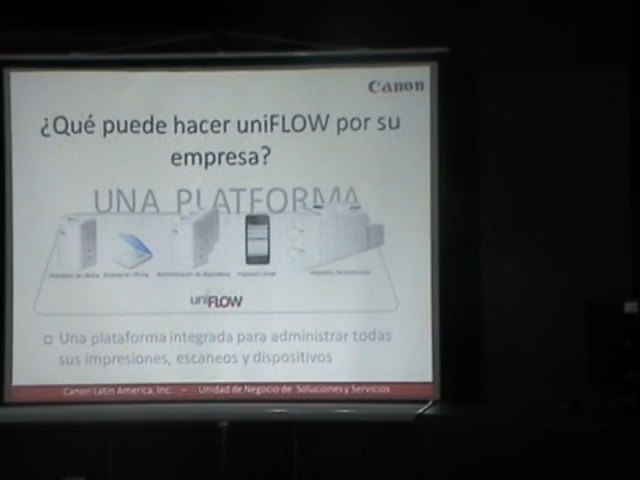 Canon
¿Qué puede hacer uniFLOW por su
empresa?
UNA PLATFORMA
uniFLOW
Una plataforma integrada para administrar todas
sus impresiones, escaneos y dispositivos
Canon Latin America, Inc. - Unidad de Negocio de Soluciones y Servicios